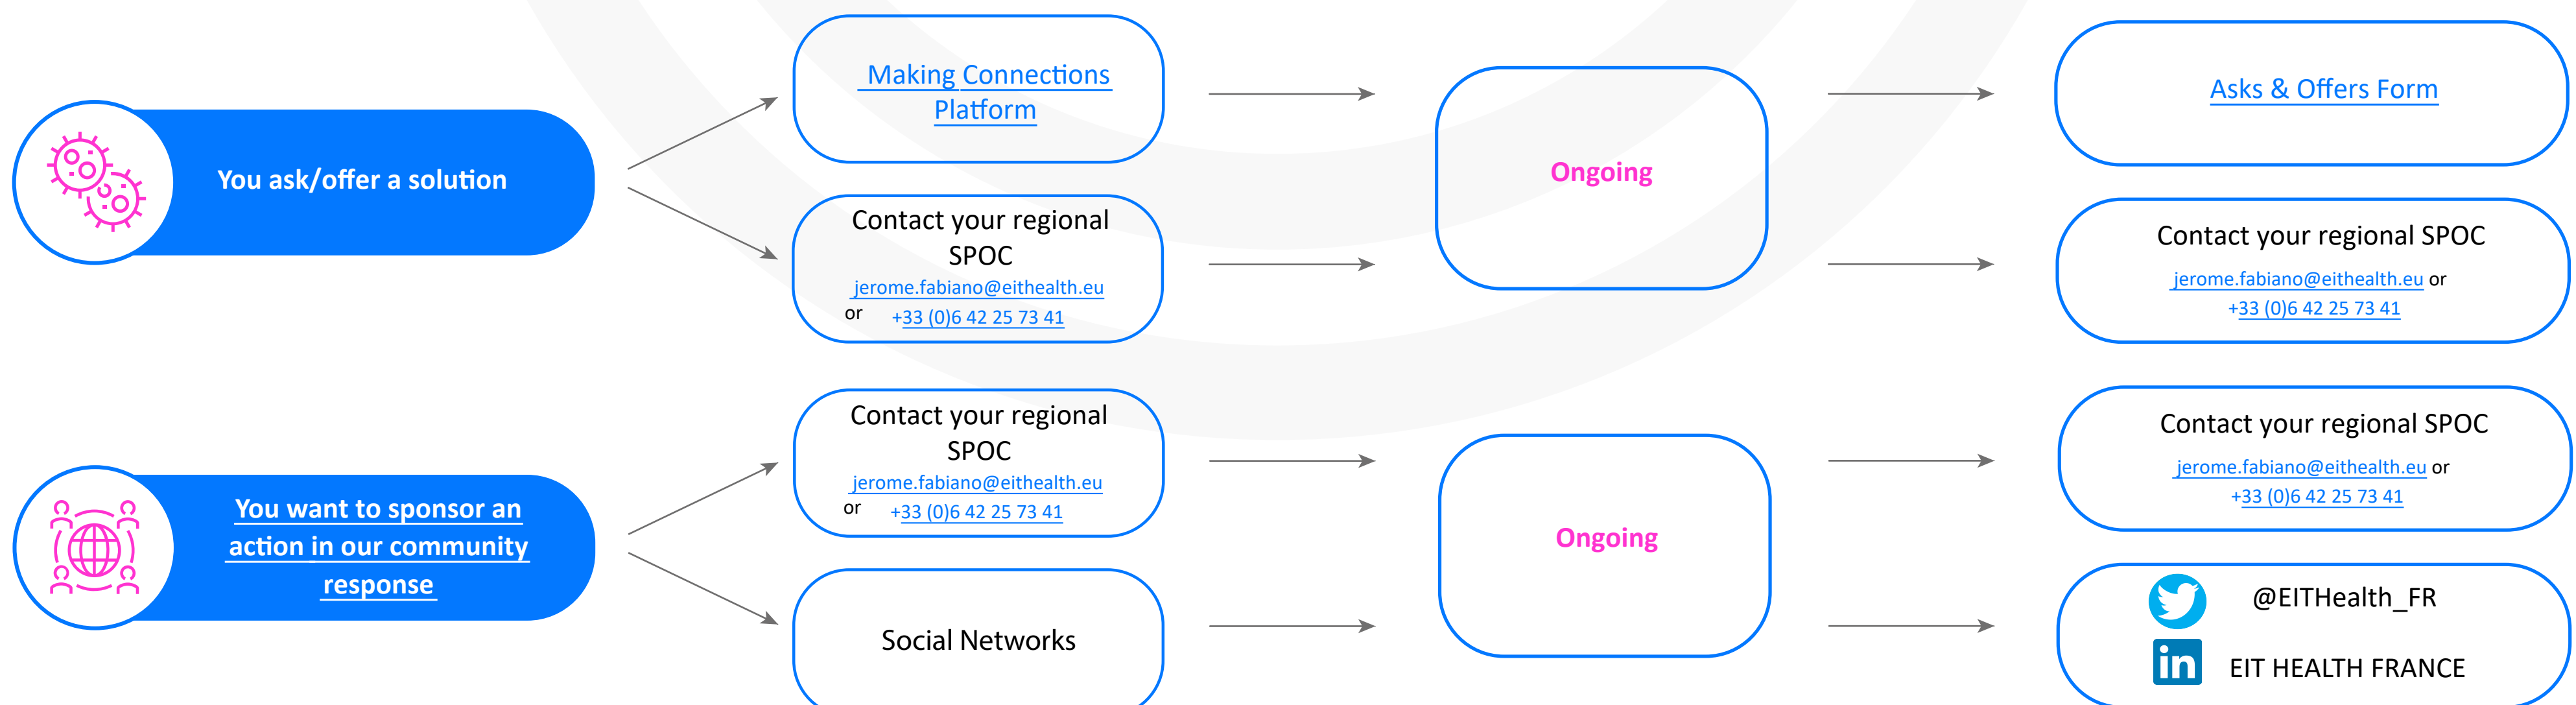 You ask/offer a solution
Making Connections
Platform
Contact your regional
SPOC
jerome.fabiano@eithealth.eu
or +33 (0)6 42 25 73 41
Ongoing
Asks & Offers Form
Contact your regional SPOC
jerome.fabiano@eithealth.eu or
+33 (0)6 42 25 73 41
You want to sponsor an
action in our community
response
Contact your regional
SPOC
jerome.fabiano@eithealth.eu
or +33 (0)6 42 25 73 41
Social Networks
Ongoing
Contact your regional SPOC
jerome.fabiano@eithealth.eu or
+33 (0)6 42 25 73 41
@EITHealth_FR
in EIT HEALTH FRANCE